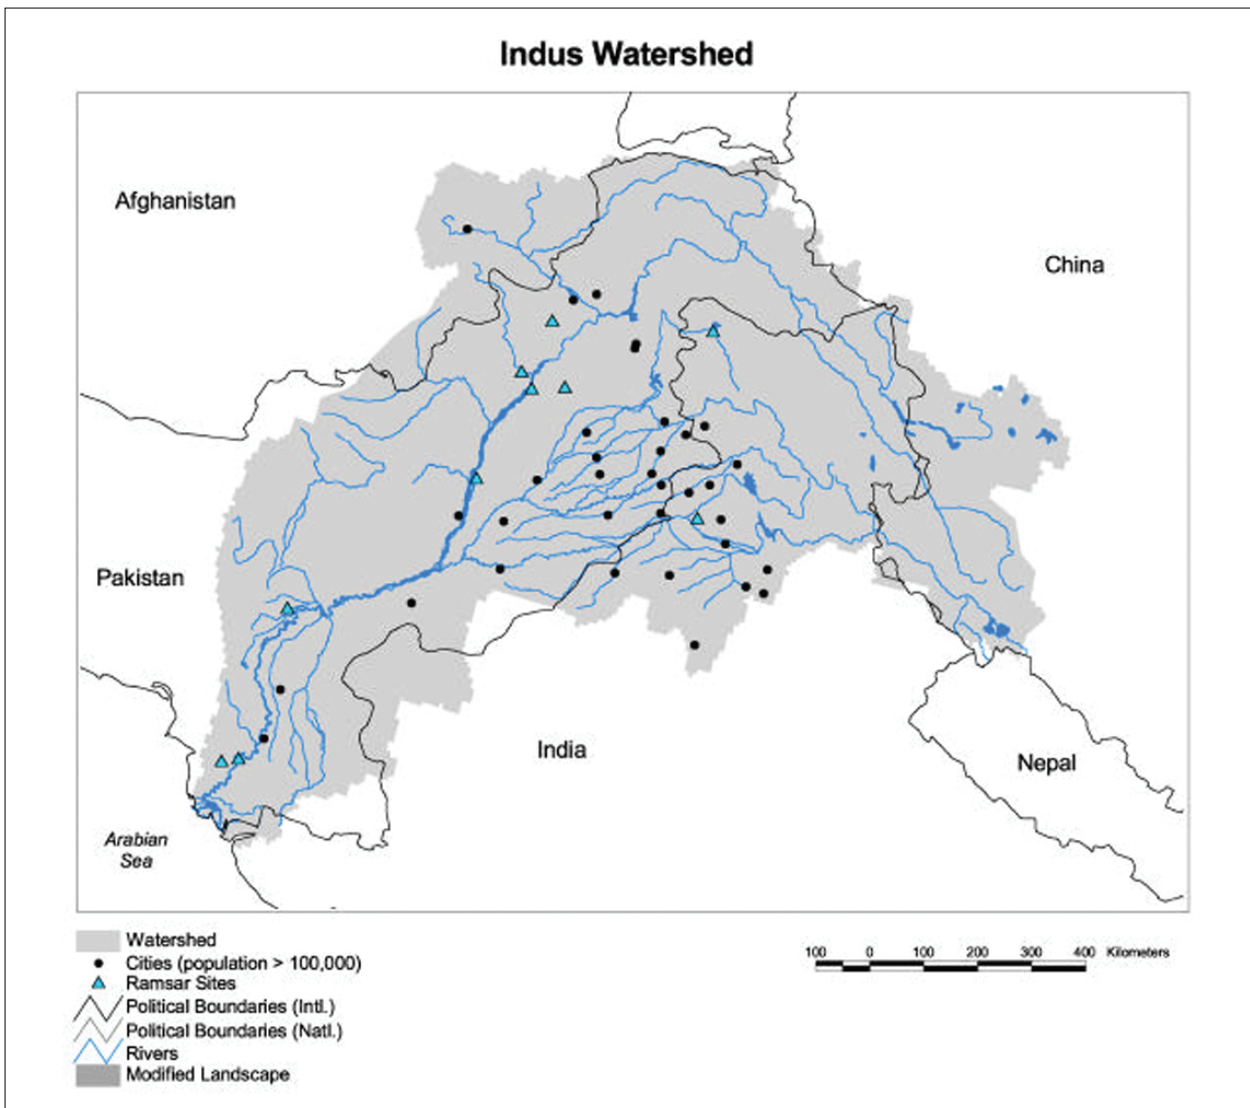 Indus Watershed
Afghanistan
China
Pakistan
India
Nepal
Arabian
Sea
Watershed
Cities (population > 100,000)
Ramsar Sites
Political Boundaries (Intl.)
Political Boundaries (Natl.)
Rivers
Modified Landscape
100 0 100 200 300 400 Kilometers